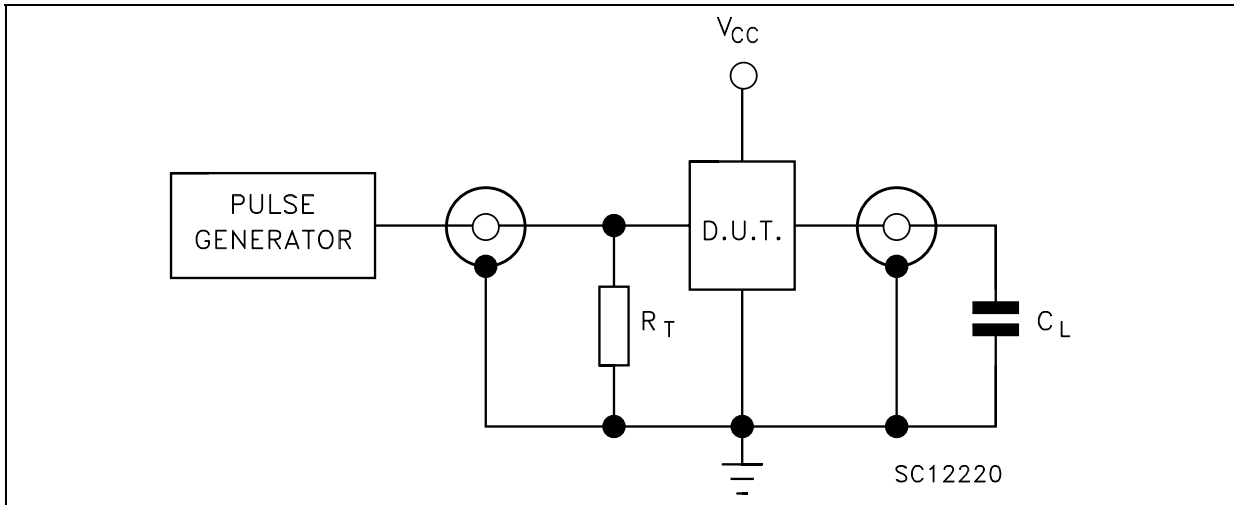 VCC
PULSE
GENERATOR
D.U.T.
RT
CL
SC12220